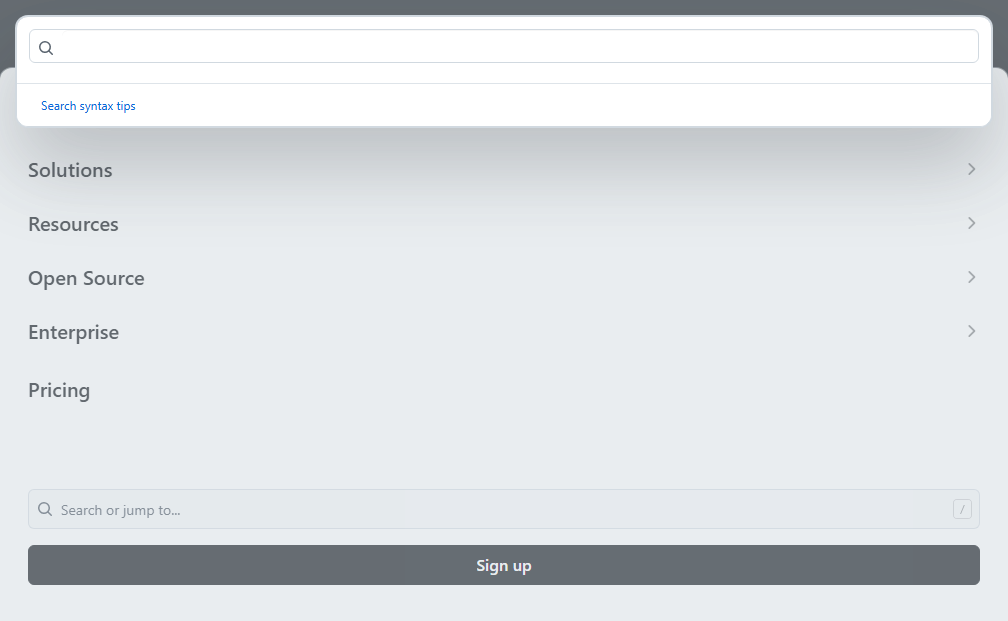 Search syntax tips
Solutions
Resources
Open Source
Enterprise
Pricing
Search or jump to...
/
Sign up